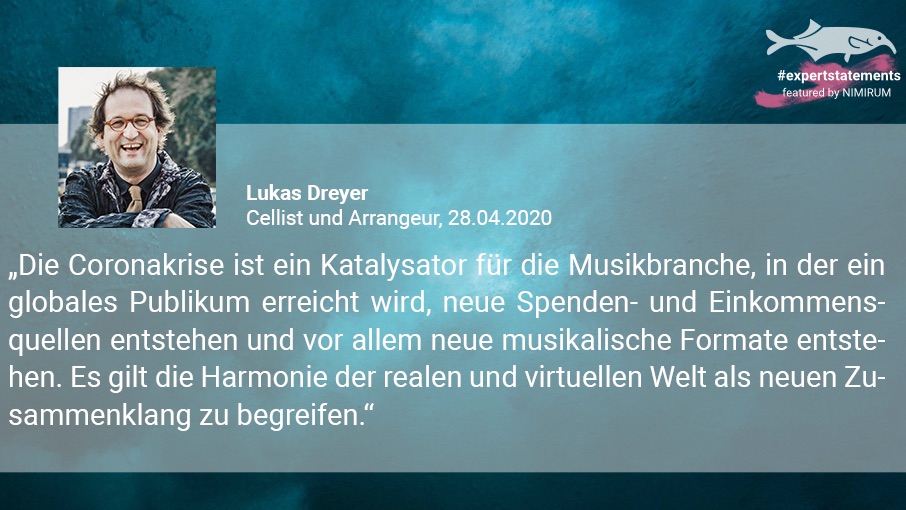 #expertstatements
featured by NIMIRUM
Lukas Dreyer
Cellist und Arrangeur, 28.04.2020
„Die Coronakrise ist ein Katalysator für die Musikbranche, in der ein
globales Publikum erreicht wird, neue Spenden- und Einkommens-
quellen entstehen und vor allem neue musikalische Formate entste-
hen. Es gilt die Harmonie der realen und virtuellen Welt als neuen Zu-
sammenklang zu begreifen.“